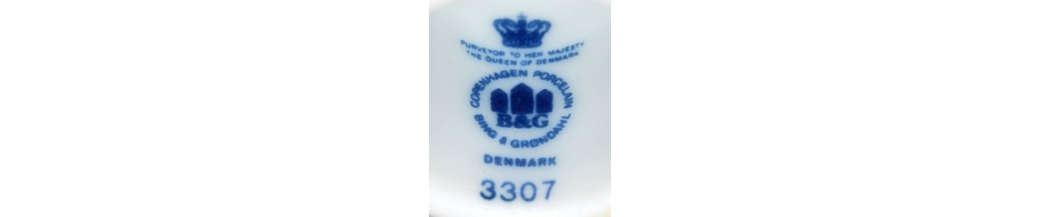 PURVEYOR TO HER MAJESTY
THE QUEEN OF DENMARK
COPENHAGEN PORCELAIN
B&G
BING & GRØNDAHL
DENMARK
3307